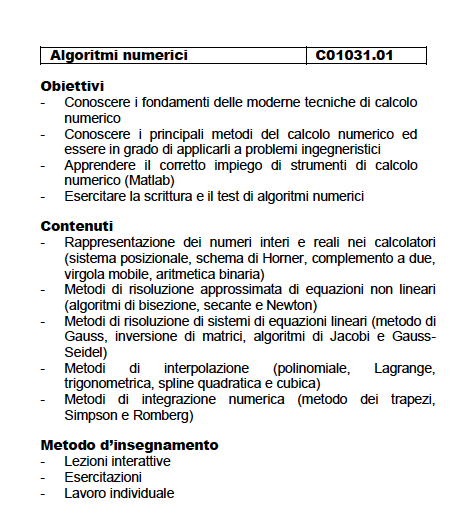 Algoritmi numerici C01031.01
Obiettivi
- Conoscere i fondamenti delle moderne tecniche di calcolo
numerico
- Conoscere i principali metodi del calcolo numerico ed
essere in grado di applicarli a problemi ingegneristici
- Apprendere il corretto impiego di strumenti di calcolo
numerico (Matlab)
- Esercitare la scrittura e il test di algoritmi numerici
Contenuti
- Rappresentazione dei numeri interi e reali nei calcolatori
(sistema posizionale, schema di Horner, complemento a due,
virgola mobile, aritmetica binaria)
- Metodi di risoluzione approssimata di equazioni non lineari
(algoritmi di bisezione, secante e Newton)
- Metodi di risoluzione di sistemi di equazioni lineari (metodo di
Gauss, inversione di matrici, algoritmi di Jacobi e Gauss-
Seidel)
- Metodi di interpolazione (polinomiale, Lagrange,
trigonometrica, spline quadratica e cubica)
- Metodi di integrazione numerica (metodo dei trapezi,
Simpson e Romberg)
Metodo d'insegnamento
- Lezioni interattive
- Esercitazioni
- Lavoro individuale